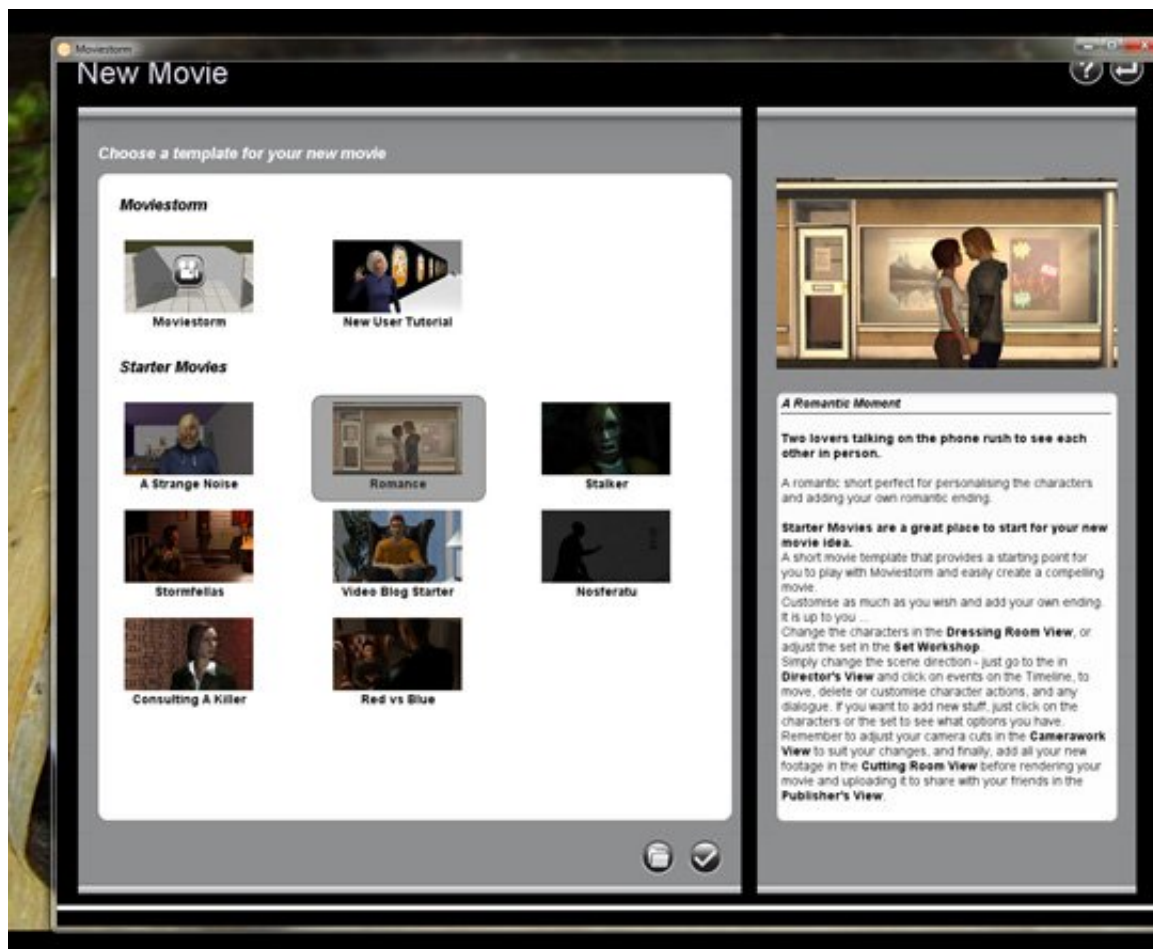 Moviestorm
New Movie
Choose a template for your new movie
Moviestorm
Moviestorm
New User Tutorial
Starter Movies
A Strange Noise
Romance
Stalker
Stormfellas
Video Blog Starter
Nosferatu
Consulting A Killer
Red vs Blue
A Romantic Moment
Two lovers talking on the phone rush to see each
other in person.
A romantic short perfect for personalising the characters
and adding your own romantic ending.
Starter Movies are a great place to start for your new
movie idea.
A short movie template that provides a starting point for
you to play with Moviestorm and easily create a compelling
movie.
Customise as much as you wish and add your own ending.
It is up to you ...
Change the characters in the Dressing Room View, or
adjust the set in the Set Workshop.
Simply change the scene direction - just go to the in
Director's View and click on events on the Timeline, to
move, delete or customise character actions, and any
dialogue. If you want to add new stuff, just click on the
characters or the set to see what options you have.
Remember to adjust your camera cuts in the Camerawork
View to suit your changes, and finally, add all your new
footage in the Cutting Room View before rendering your
movie and uploading it to share with your friends in the
Publisher's View.